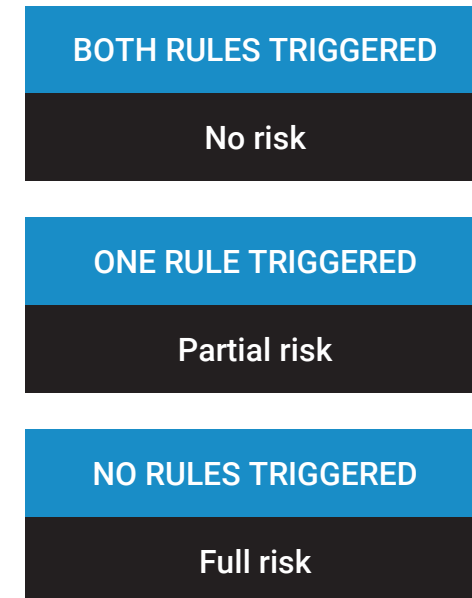 BOTH RULES TRIGGERED
No risk
ONE RULE TRIGGERED
Partial risk
NO RULES TRIGGERED
Full risk